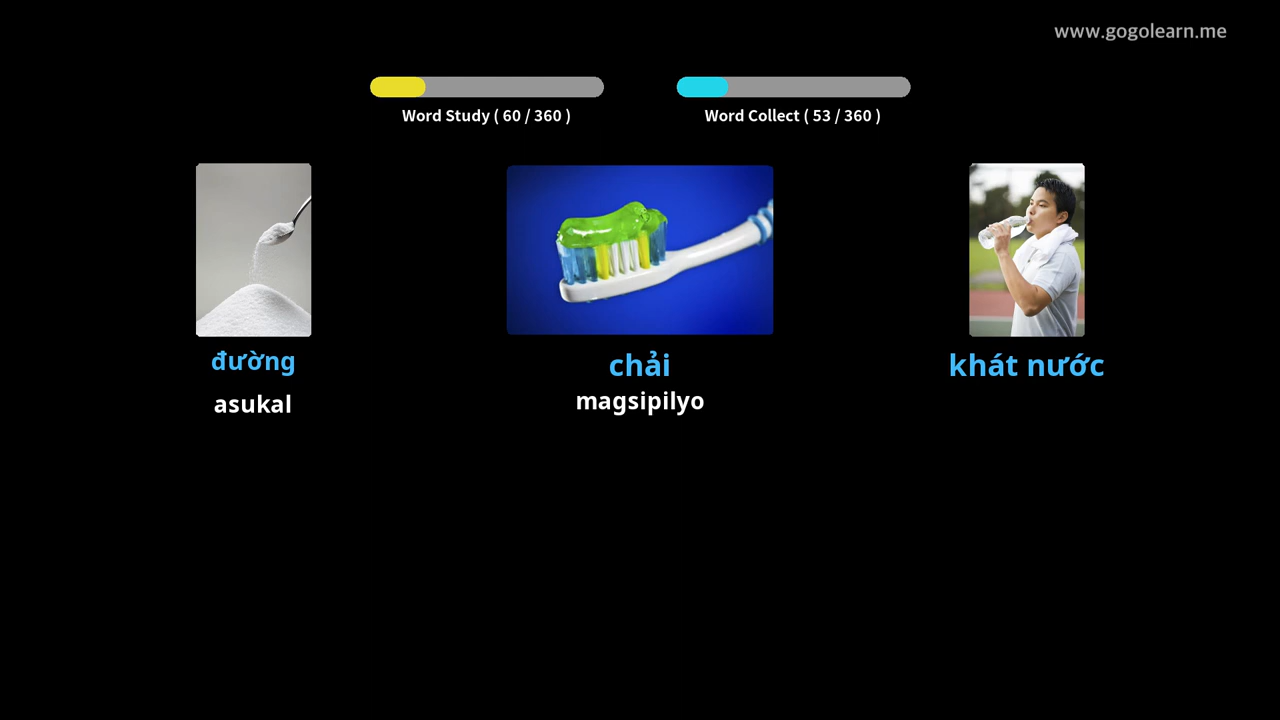 www.gogolearn.me
Word Study ( 60 / 360 )
Word Collect ( 53 / 360 )
đường
asukal
chải
magsipilyo
khát nước